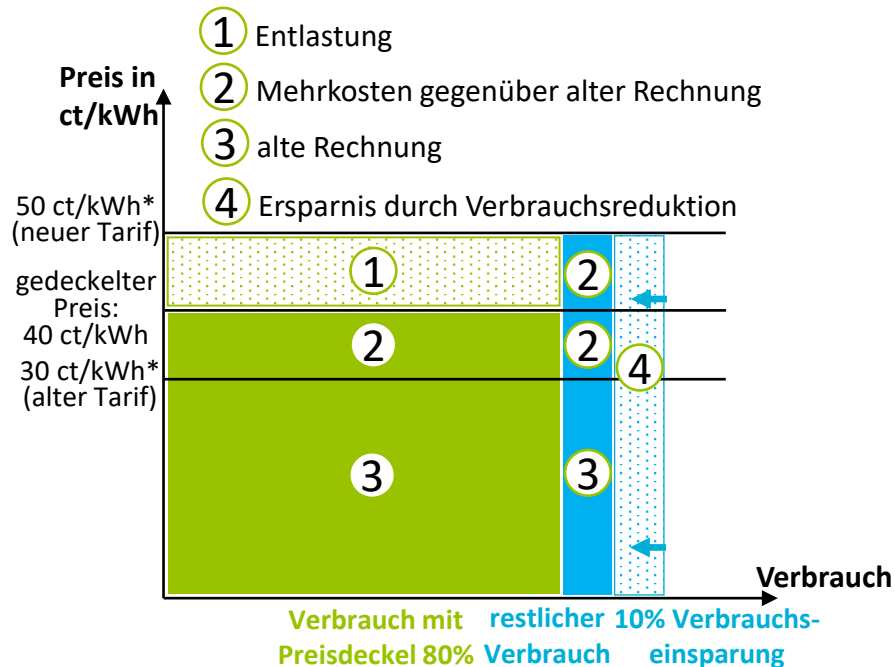 1 Entlastung
Preis in
ct/kWh
2 Mehrkosten gegenüber alter Rechnung
3 alte Rechnung
4 Ersparnis durch Verbrauchsreduktion
50 ct/kWh*
(neuer Tarif)
gedeckelter
Preis:
40 ct/kWh
30 ct/kWh*
(alter Tarif)
1
2
2
2
4
3
3
Verbrauch
Verbrauch mit
Preisdeckel 80%
restlicher
Verbrauch
10% Verbrauchs-
einsparung